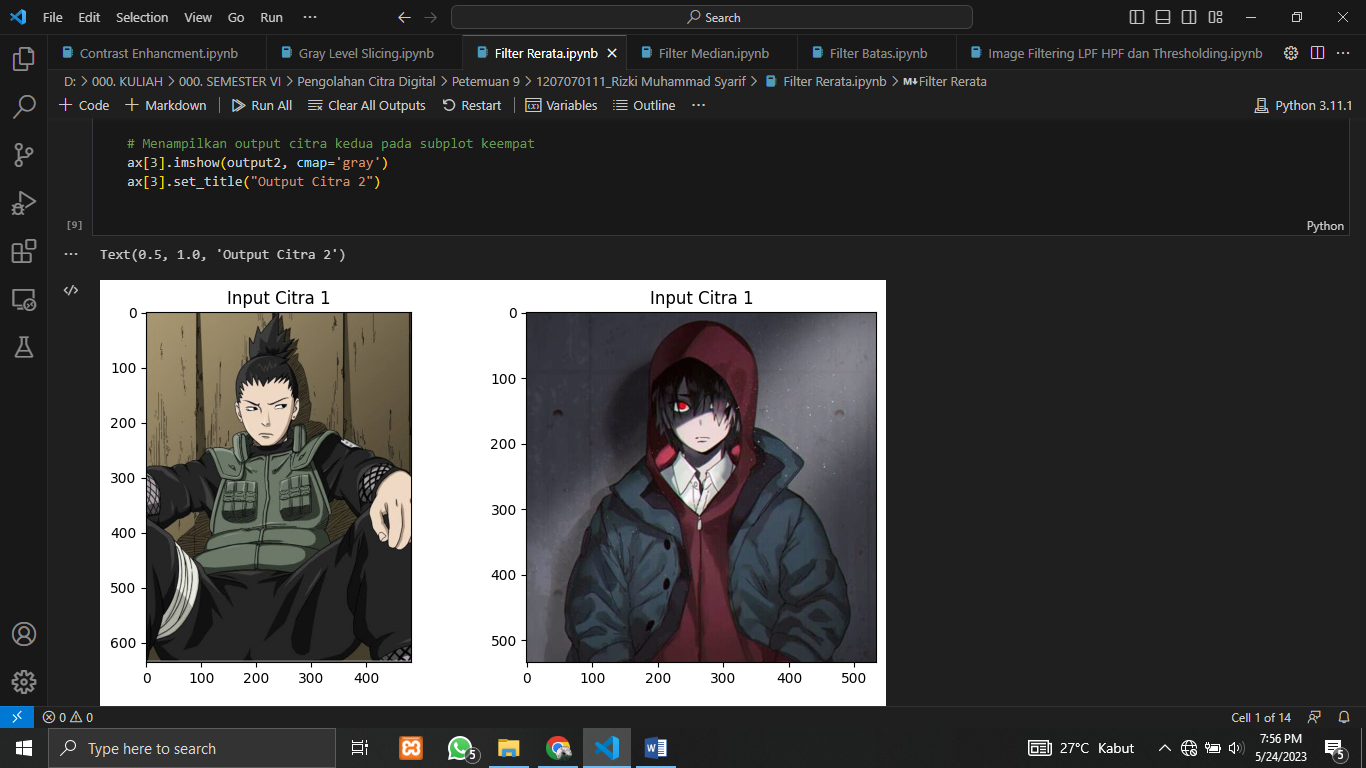 File Edit Selection View Go Run ··· Search
Contrast Enhancment.ipynb Gray Level Slicing.ipynb Filter Rerata.ipynb Filter Median.ipynb Filter Batas.ipynb Image Filtering LPF HPF dan Thresholding.ipynb
D: > 000. KULIAH > 000. SEMESTER VI > Pengolahan Citra Digital > Petemuan 9 > 1207070111_Rizki Muhammad Syarif > Filter Rerata.ipynb > M↓Filter Rerata
+ Code + Markdown Run All Clear All Outputs Restart Variables Outline ··· Python 3.11.1
# Menampilkan output citra kedua pada subplot keempat
ax[3].imshow(output2, cmap='gray')
ax[3].set_title("Output Citra 2")
[9] Python
··· Text(0.5, 1.0, 'Output Citra 2')
Input Citra 1 Input Citra 1
0
100
200
300
400
500
600
0 100 200 300 400
0
100
200
300
400
500
0 100 200 300 400 500
0 0 Cell 1 of 14
Type here to search 5 27°C Kabut 7:56 PM
5/24/2023 5